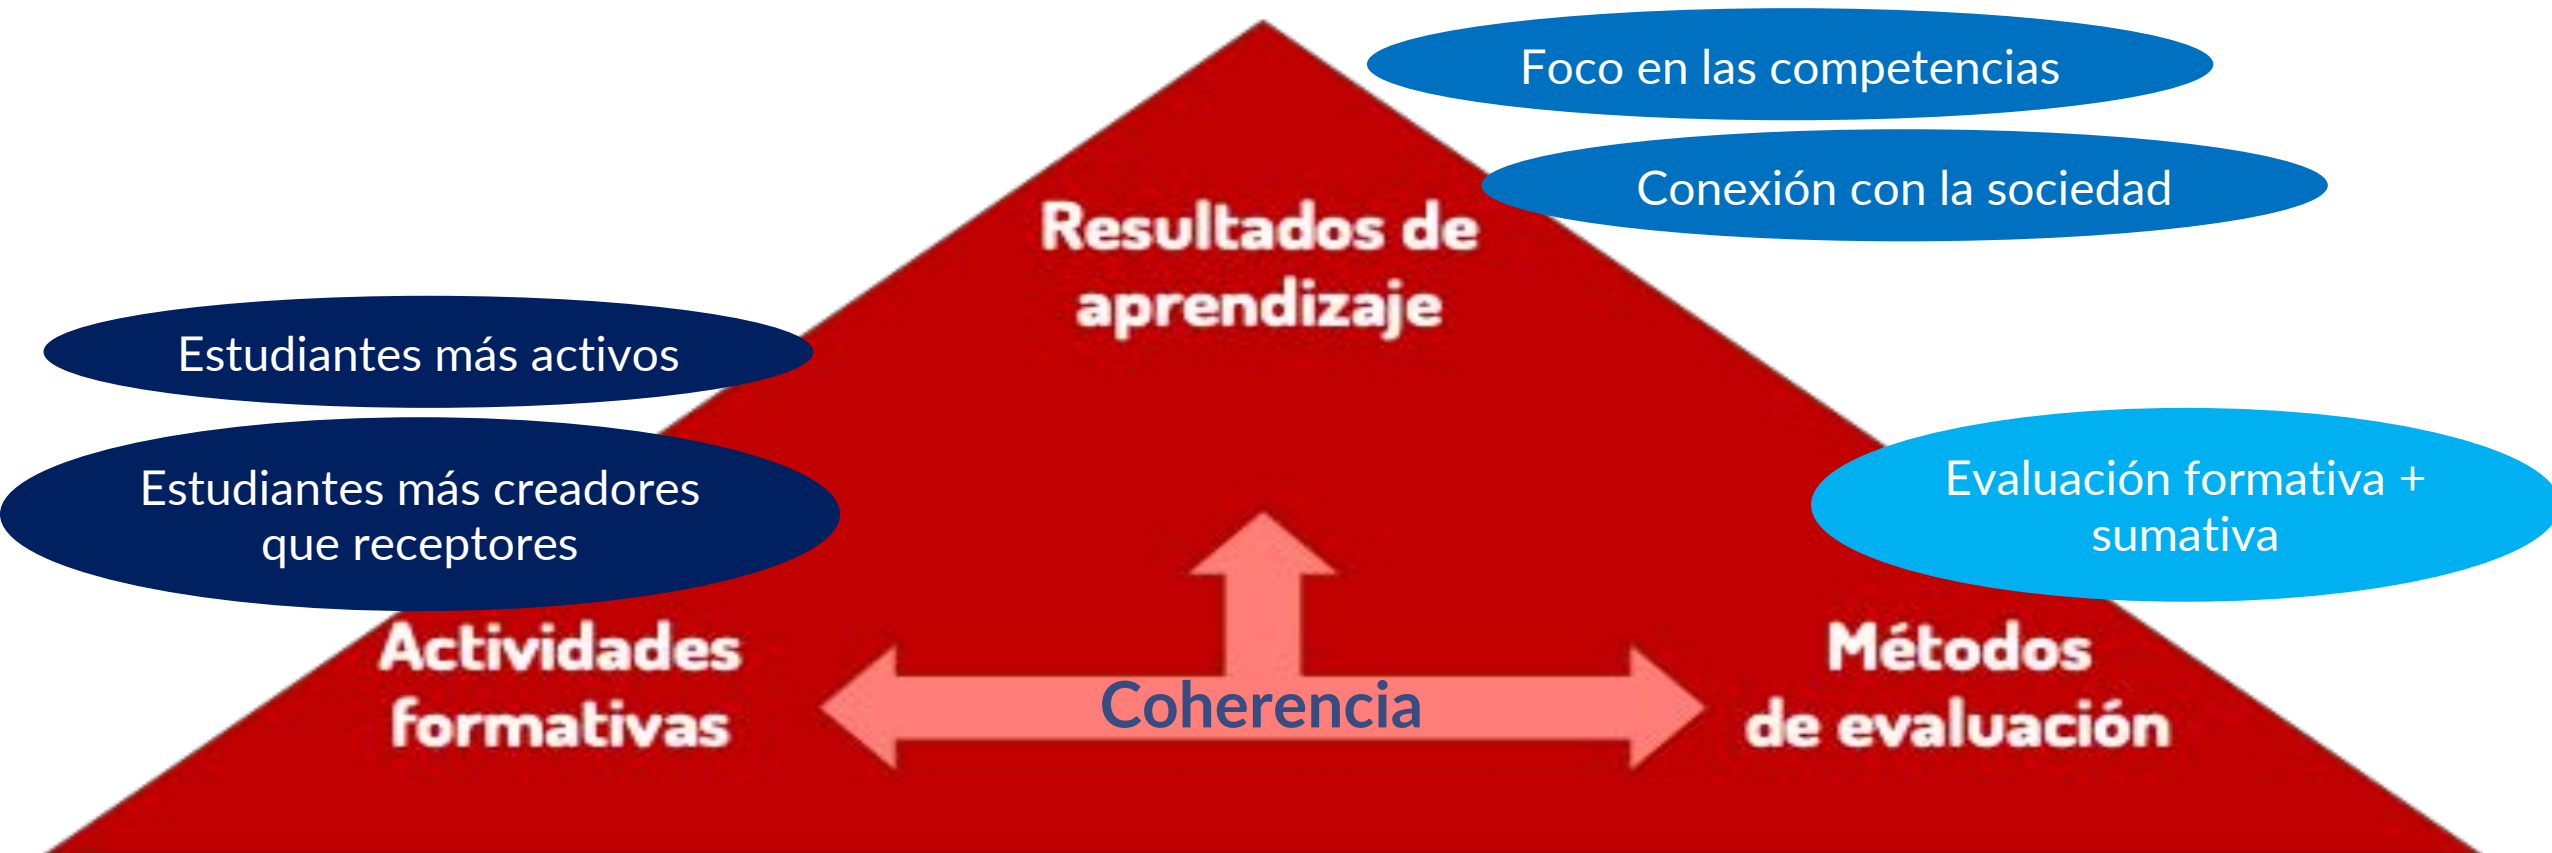 Foco en las competencias
Conexión con la sociedad
Resultados de
aprendizaje
Estudiantes más activos
Estudiantes más creadores
que receptores
Evaluación formativa +
sumativa
Actividades
formativas
Coherencia
Métodos
de evaluación